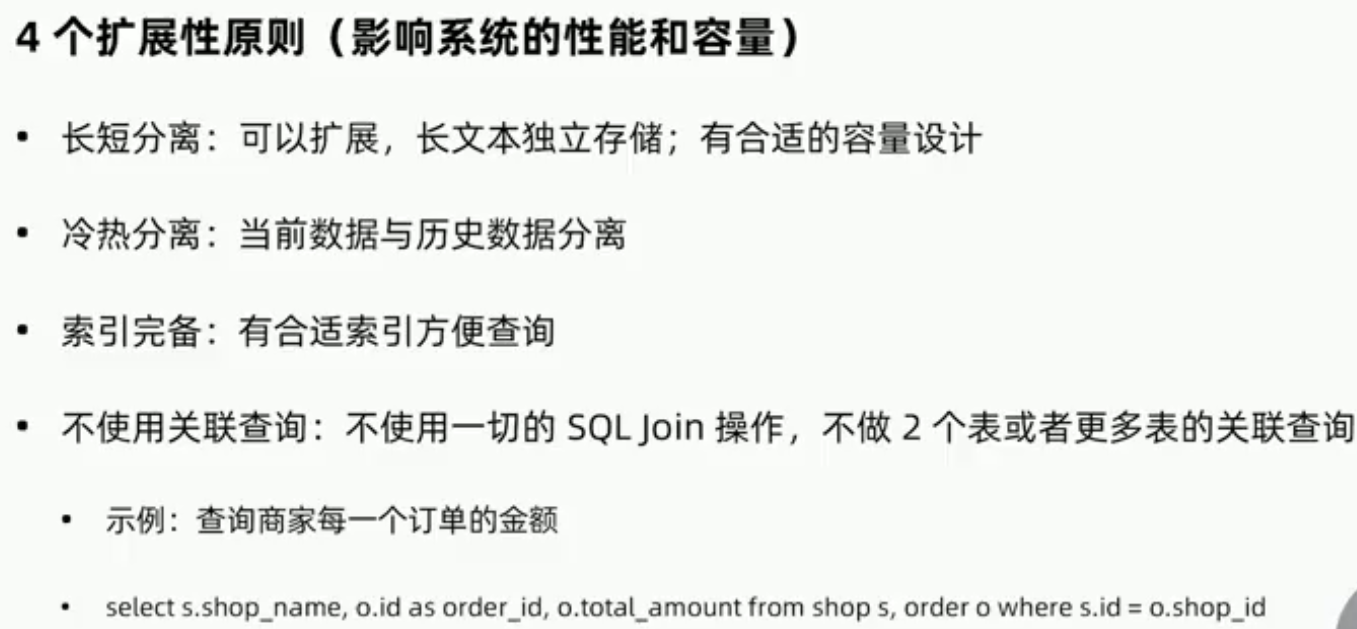 4 个扩展性原则（影响系统的性能和容量）
• 长短分离：可以扩展，长文本独立存储；有合适的容量设计
• 冷热分离：当前数据与历史数据分离
• 索引完备：有合适索引方便查询
• 不使用关联查询：不使用一切的 SQL Join 操作，不做 2 个表或者更多表的关联查询
• 示例：查询商家每一个订单的金额
• select s.shop_name, o.id as order_id, o.total_amount from shop s, order o where s.id = o.shop_id